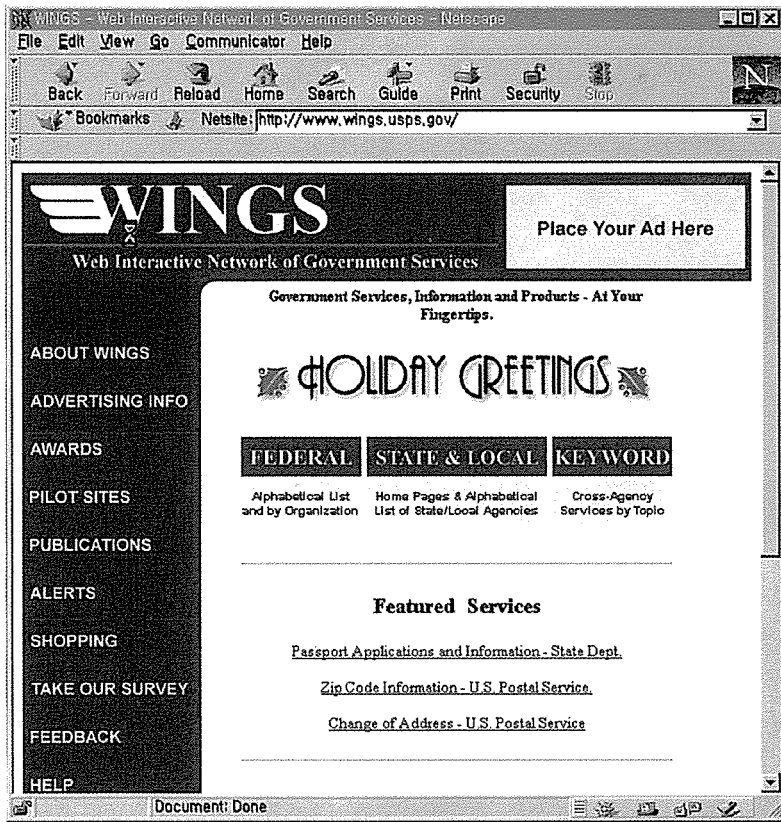 WINGS - Web Interactive Network of Government Services - Netscape
File Edit View Go Communicator Help
Back Forward Reload Home Search Guide Print Security Stop
N
Bookmarks Netsite: http://www.wings.usps.gov/
WINGS
Web Interactive Network of Government Services
Place Your Ad Here
Government Services, Information and Products - At Your
Fingertips.
HOLIDAY GREETINGS
ABOUT WINGS
ADVERTISING INFO
AWARDS
PILOT SITES
PUBLICATIONS
ALERTS
SHOPPING
TAKE OUR SURVEY
FEEDBACK
HELP
FEDERAL STATE & LOCAL KEYWORD
Alphabetical List Home Pages & Alphabetical Cross-Agency
and by Organization List of State/Local Agencies Services by Topic
Featured Services
Passport Applications and Information - State Dept.
Zip Code Information - U.S. Postal Service.
Change of Address - U.S. Postal Service
Document: Done